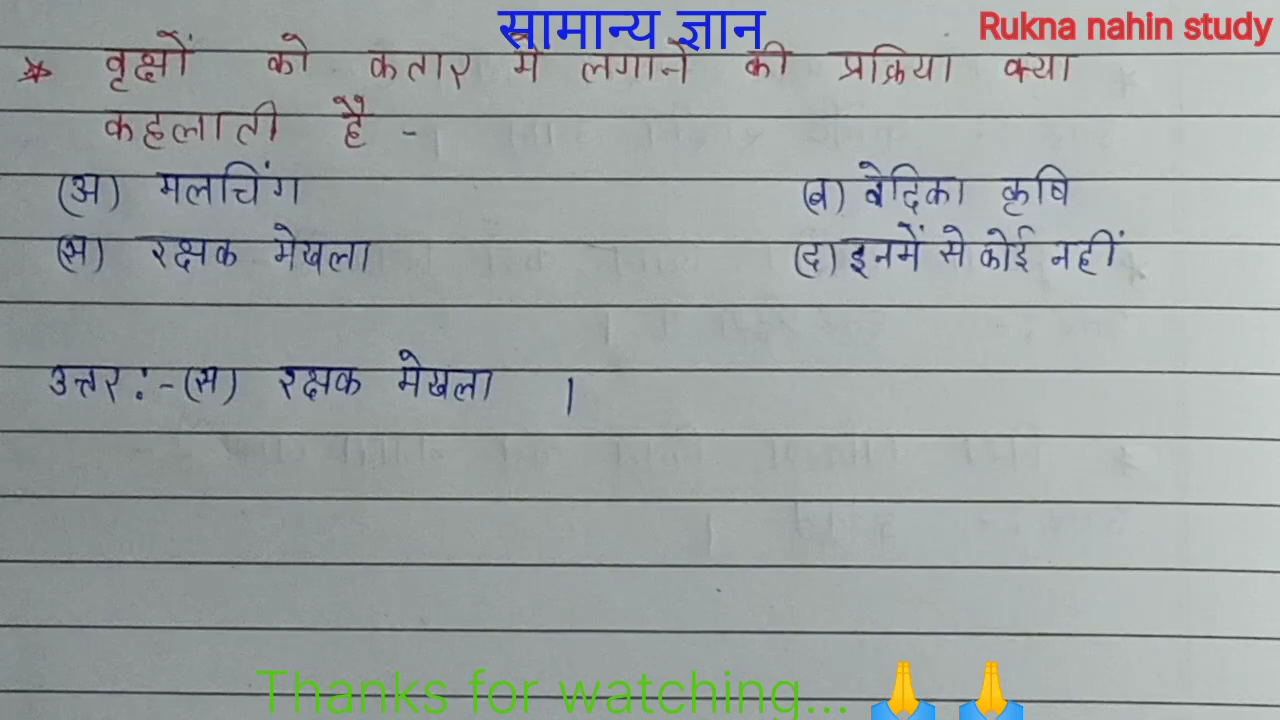 सामान्य ज्ञान
Rukna nahin study
* वृक्षों को कतार में लगाने की प्रक्रिया क्या
कहलाती है -
(अ) मलचिंग (ब) वेदिका कृषि
(स) रक्षक मेखला (द) इनमें से कोई नहीं
उत्तर :- (स) रक्षक मेखला ।
Thanks for watching... 🙏 🙏